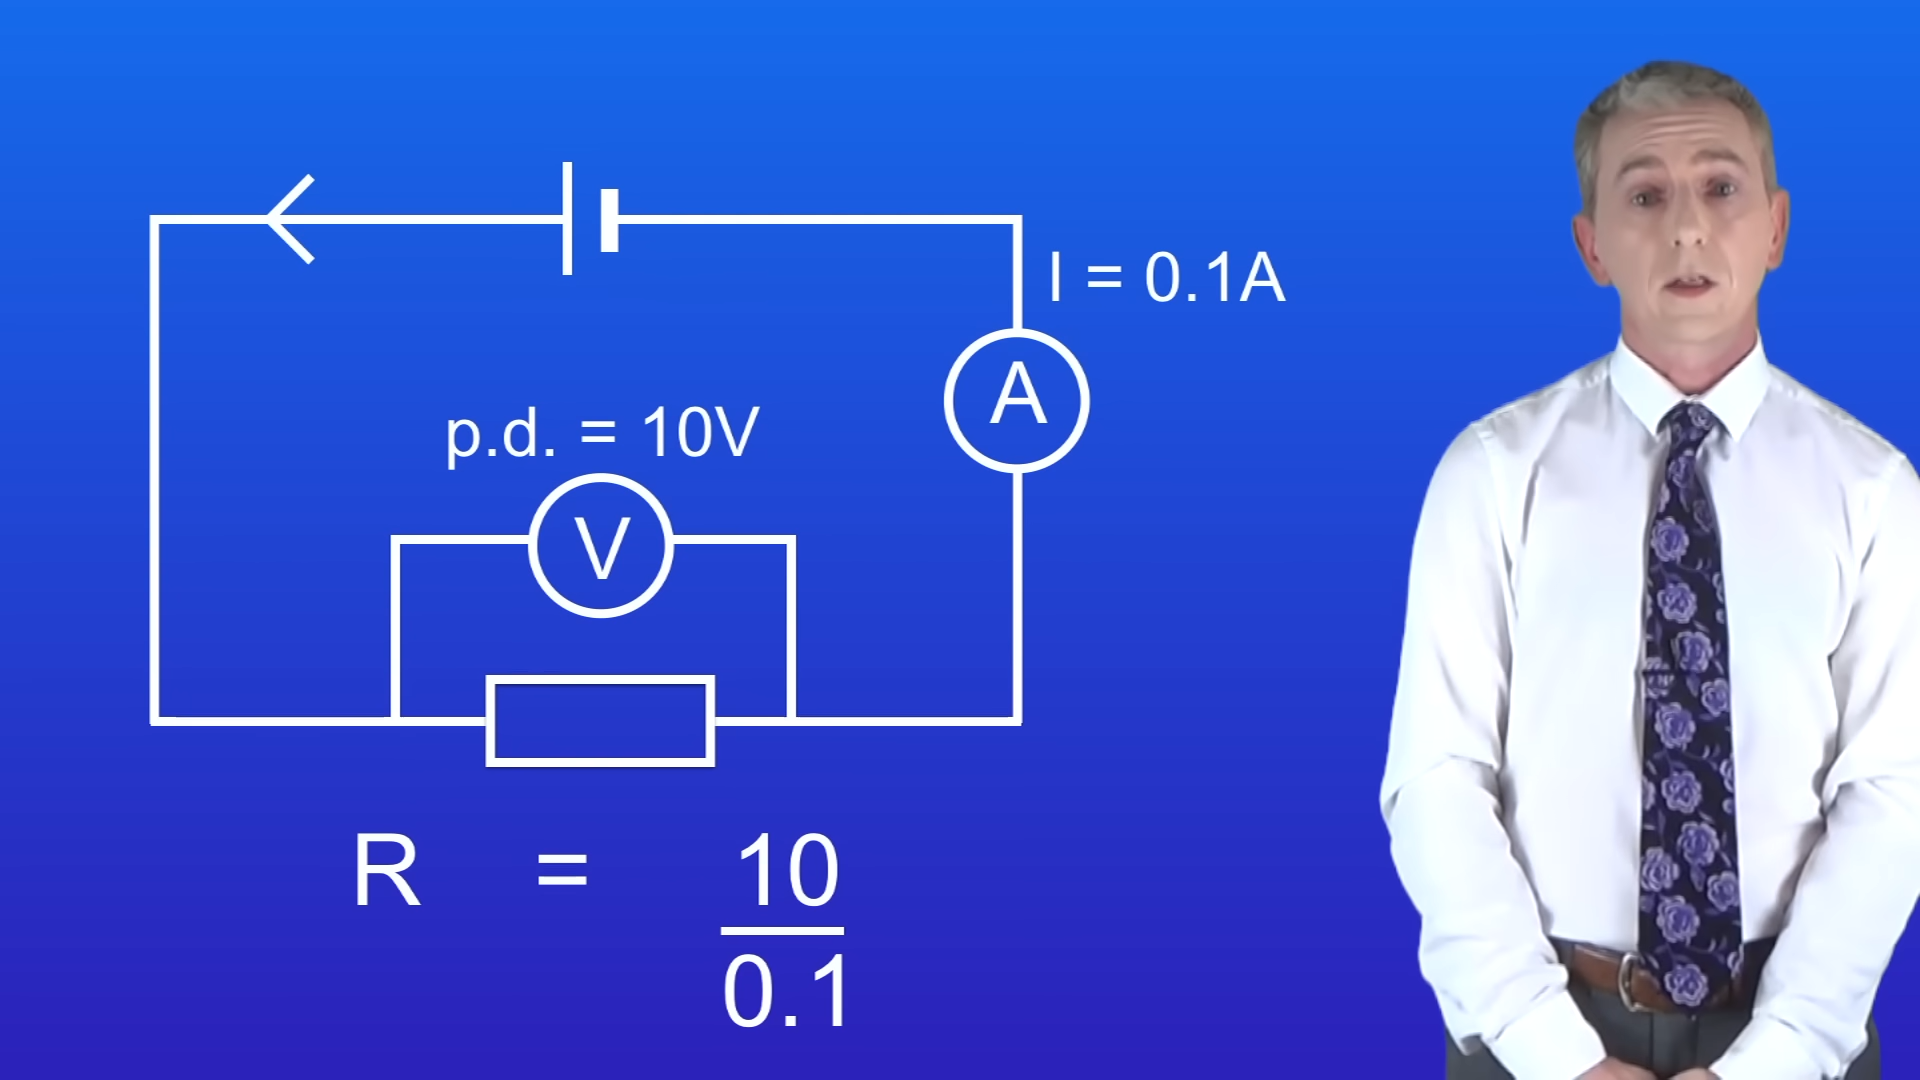 I = 0.1A
A
p.d. = 10V
V
R = 10
0.1